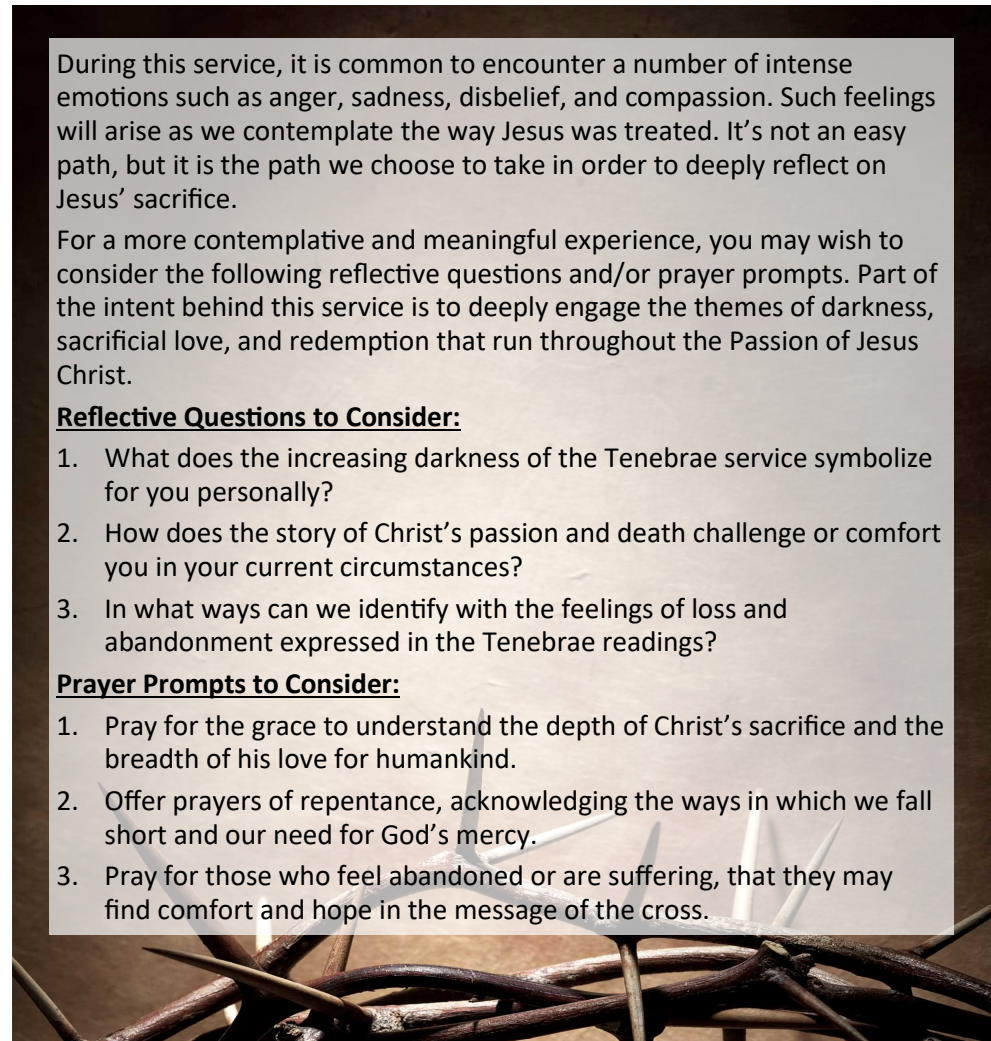 During this service, it is common to encounter a number of intense
emotions such as anger, sadness, disbelief, and compassion. Such feelings
will arise as we contemplate the way Jesus was treated. It’s not an easy
path, but it is the path we choose to take in order to deeply reflect on
Jesus’ sacrifice.
For a more contemplative and meaningful experience, you may wish to
consider the following reflective questions and/or prayer prompts. Part of
the intent behind this service is to deeply engage the themes of darkness,
sacrificial love, and redemption that run throughout the Passion of Jesus
Christ.
Reflective Questions to Consider:
1. What does the increasing darkness of the Tenebrae service symbolize
for you personally?
2. How does the story of Christ’s passion and death challenge or comfort
you in your current circumstances?
3. In what ways can we identify with the feelings of loss and
abandonment expressed in the Tenebrae readings?
Prayer Prompts to Consider:
1. Pray for the grace to understand the depth of Christ’s sacrifice and the
breadth of his love for humankind.
2. Offer prayers of repentance, acknowledging the ways in which we fall
short and our need for God’s mercy.
3. Pray for those who feel abandoned or are suffering, that they may
find comfort and hope in the message of the cross.